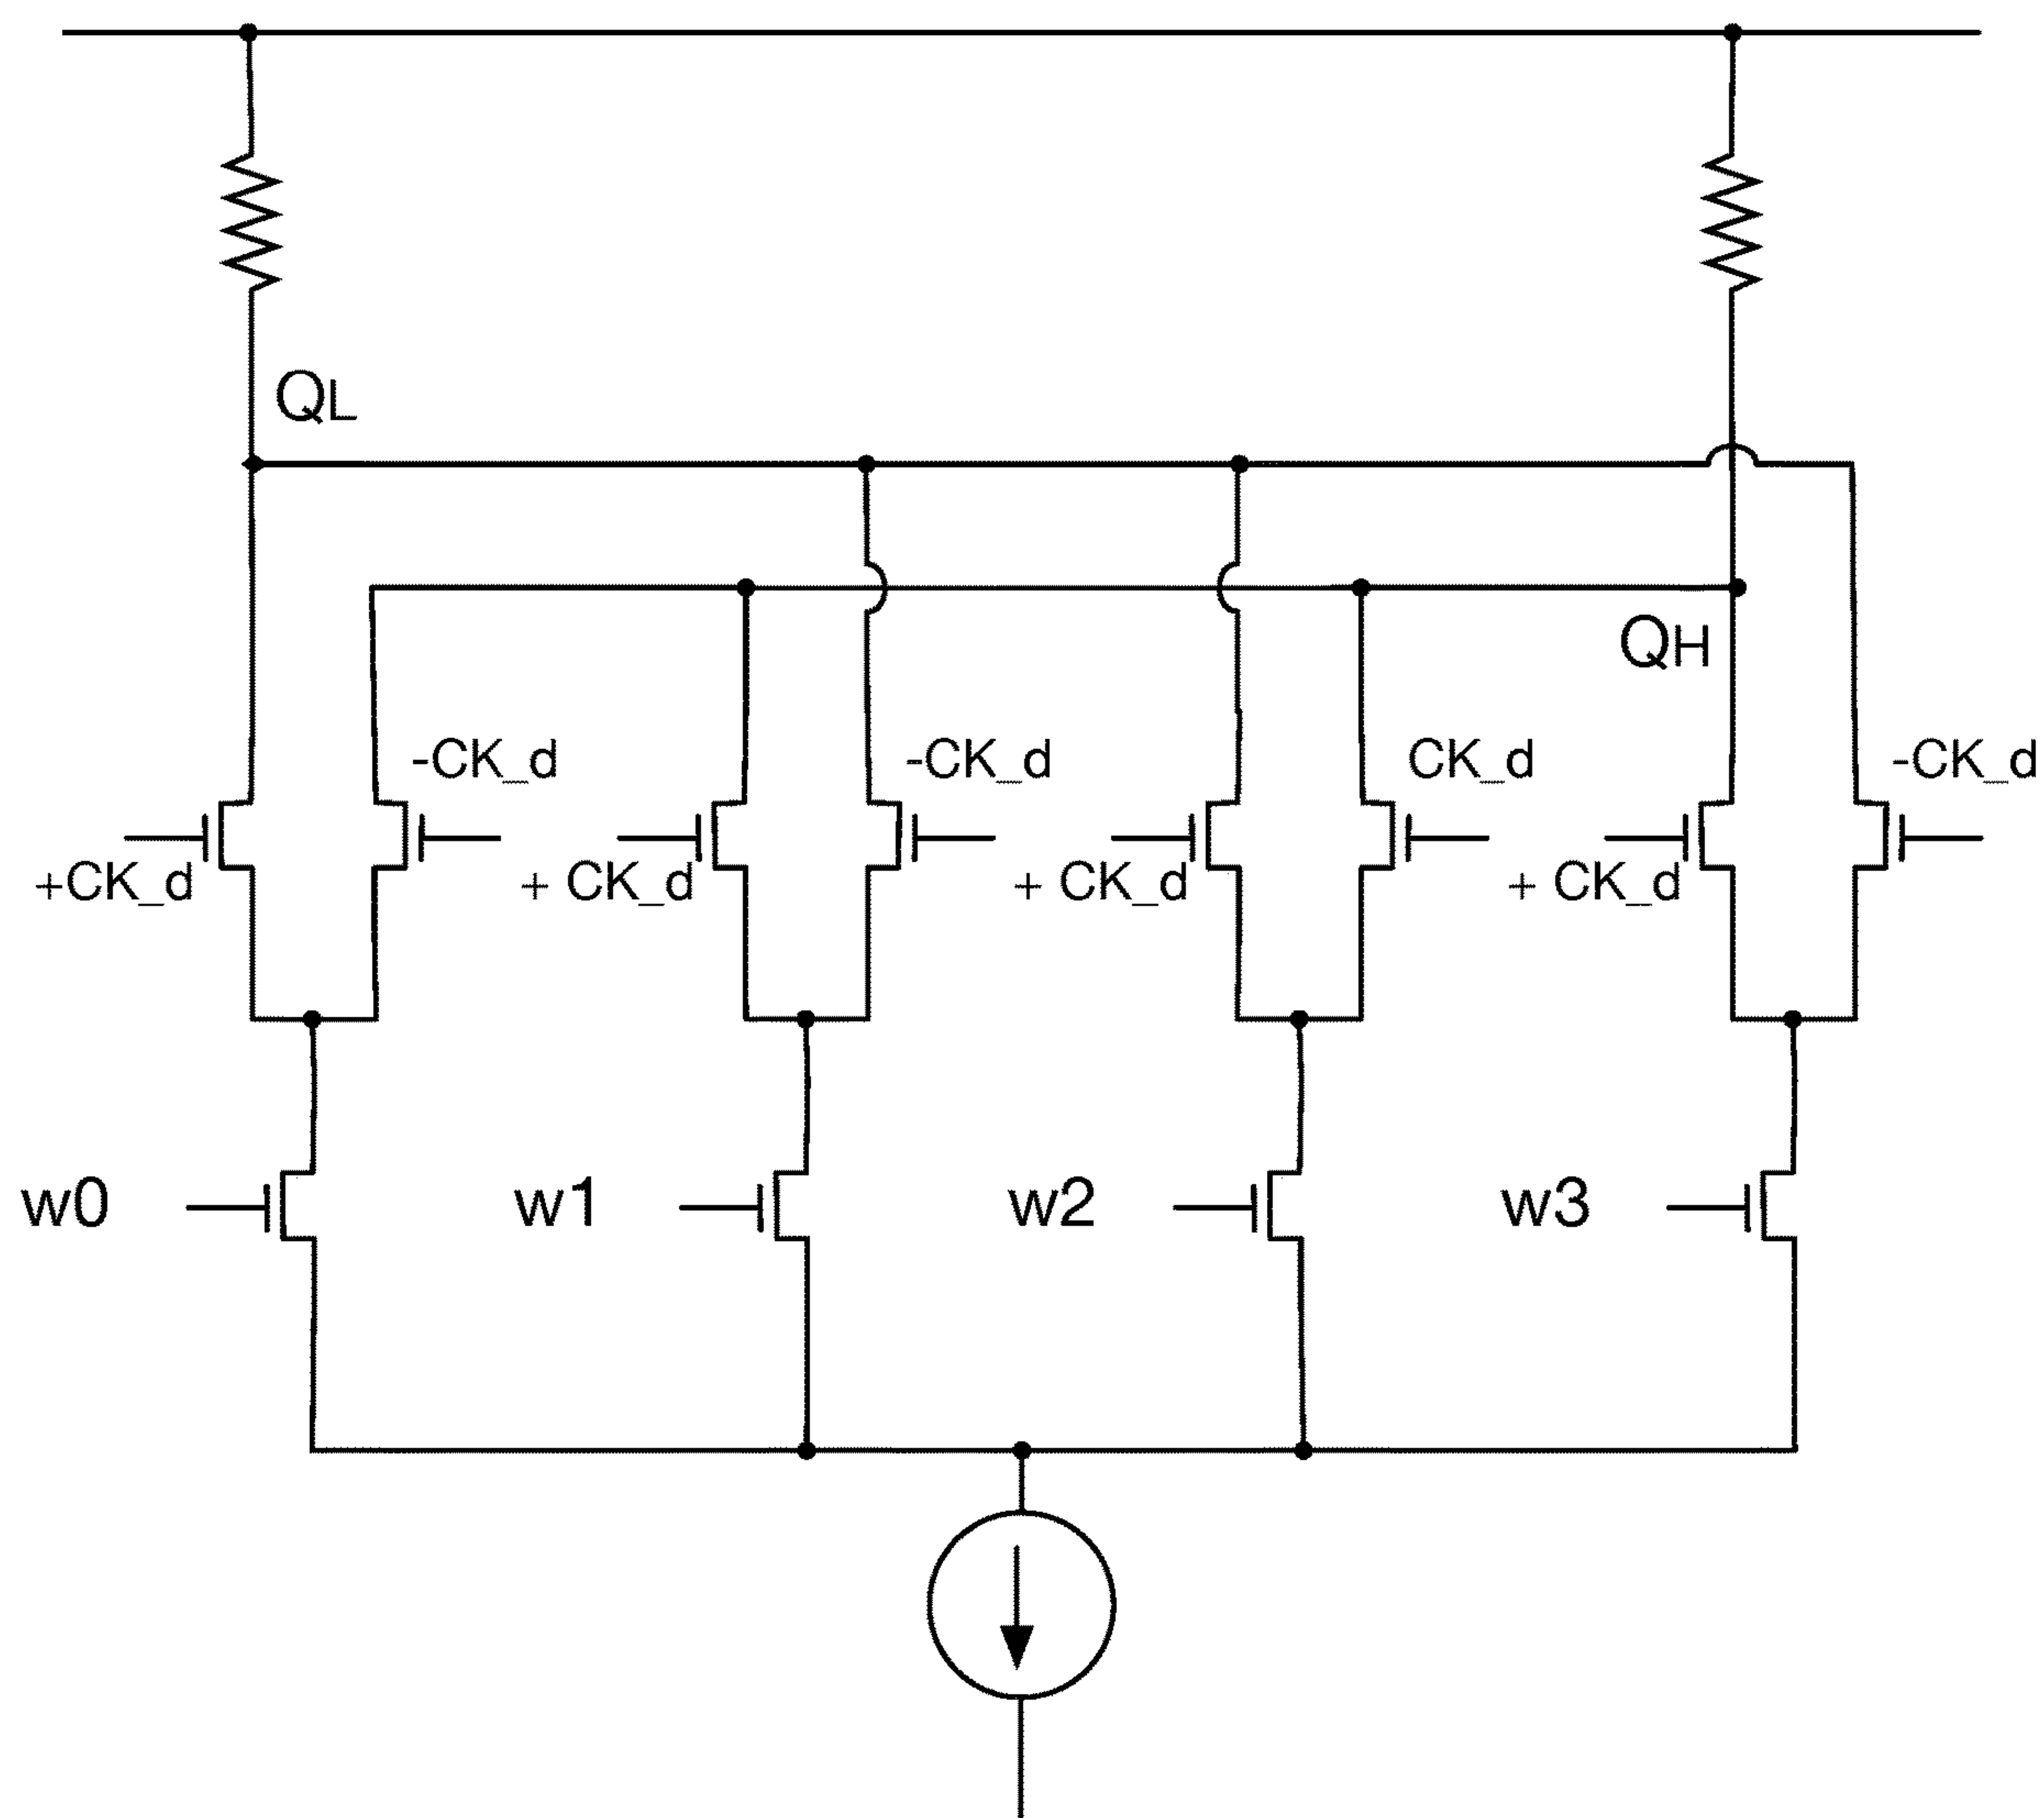 QL
QH
-CK_d
-CK_d
CK_d
-CK_d
+CK_d
+ CK_d
+ CK_d
+ CK_d
w0
w1
w2
w3